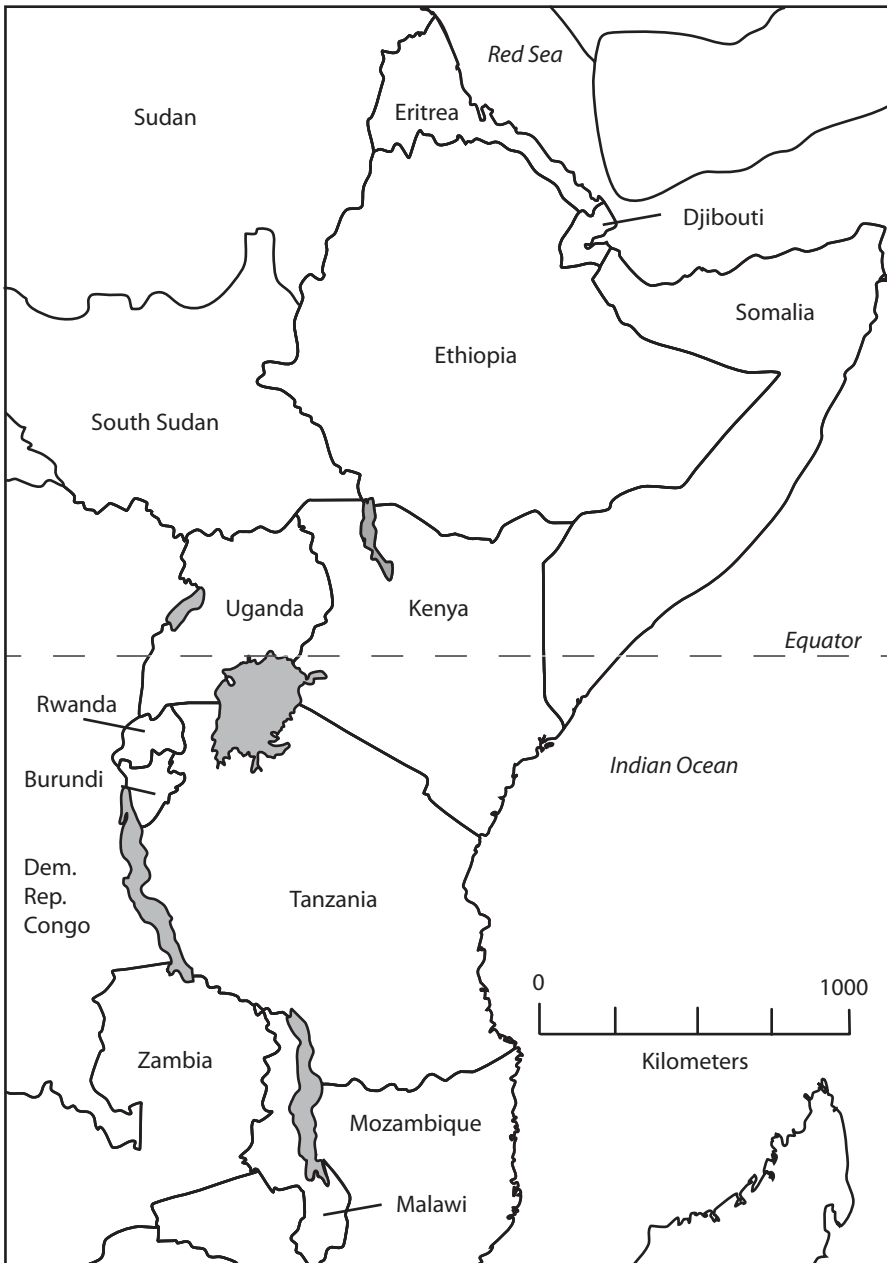 Red Sea
Sudan
Eritrea
Djibouti
Somalia
Ethiopia
South Sudan
Uganda
Kenya
Equator
Rwanda
Indian Ocean
Burundi
Dem.
Rep.
Congo
Tanzania
0
1000
Kilometers
Zambia
Mozambique
Malawi